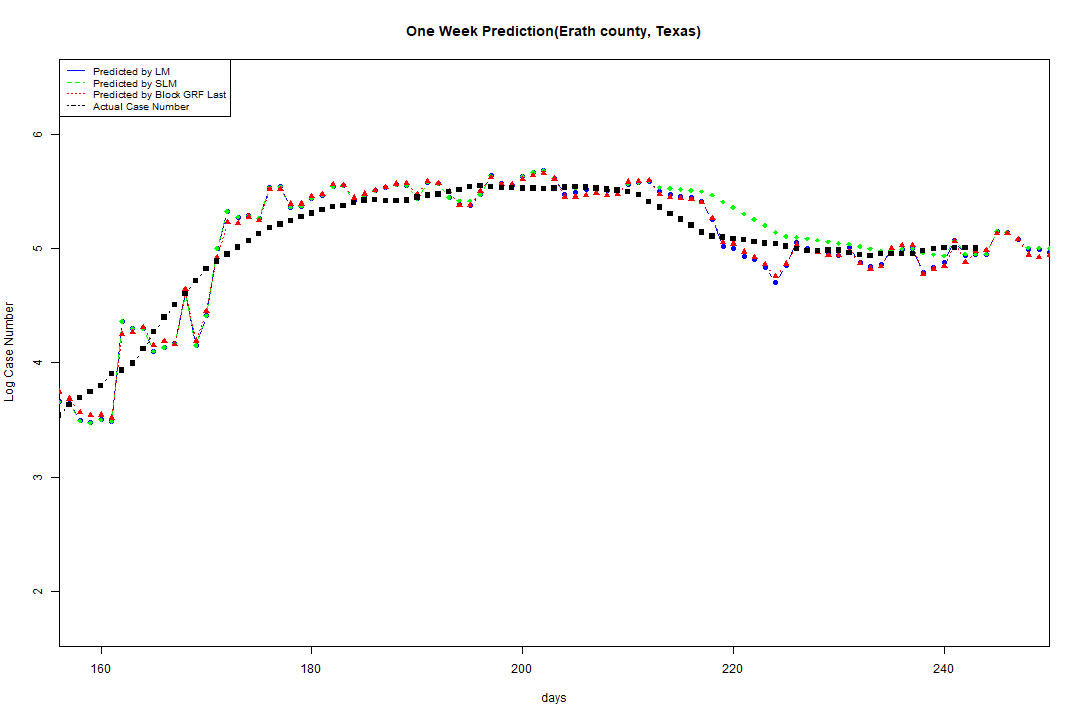 One Week Prediction(Erath county, Texas)
Predicted by LM
Predicted by SLM
Predicted by Block GRF Last
Actual Case Number
6
5
4
3
2
Log Case Number
160 180 200 220 240
days